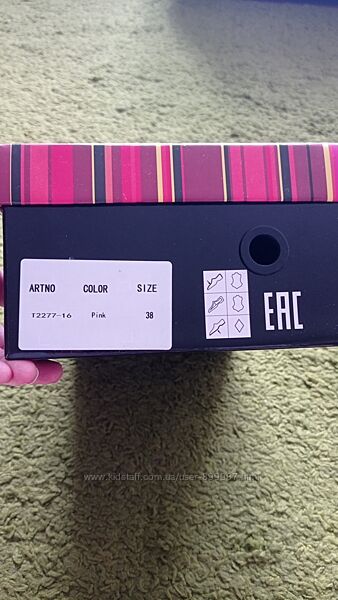 ARTNO COLOR SIZE
T2277-16 Pink 38
EAC